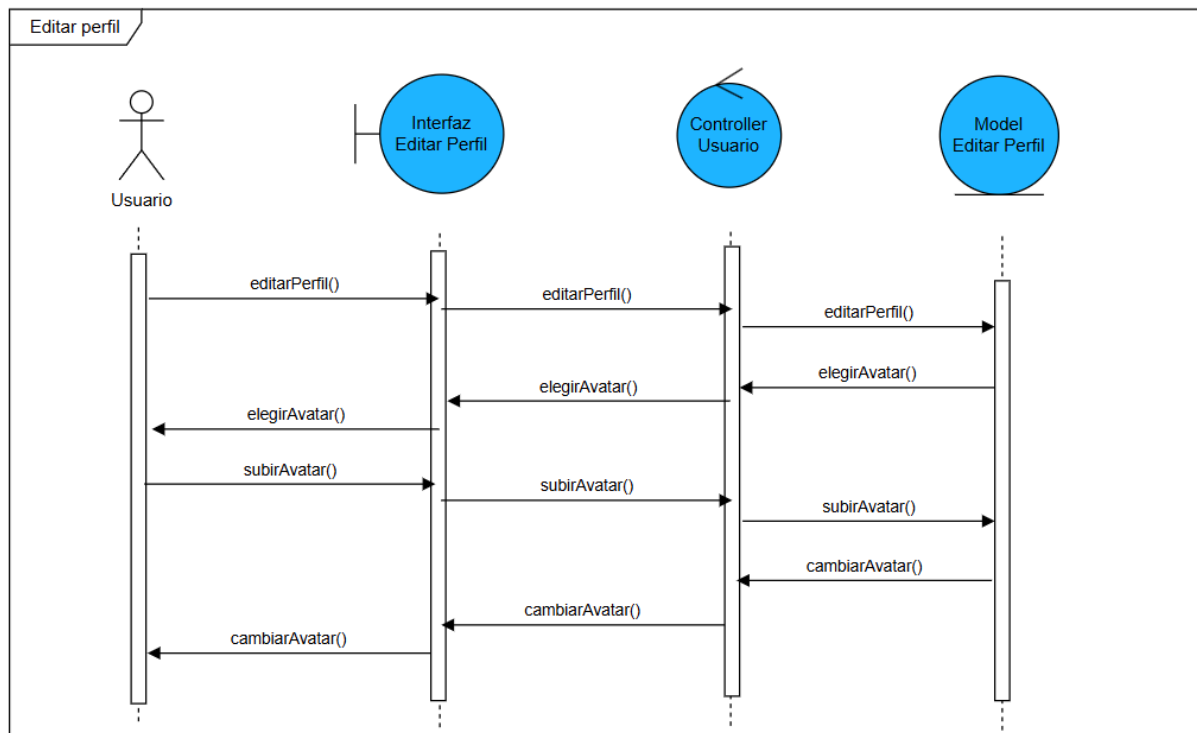 Editar perfil
Interfaz
Editar Perfil
Controller
Usuario
Model
Editar Perfil
Usuario
editarPerfil()
editarPerfil()
editarPerfil()
elegirAvatar()
elegirAvatar()
elegirAvatar()
subirAvatar()
subirAvatar()
subirAvatar()
cambiarAvatar()
cambiarAvatar()
cambiarAvatar()